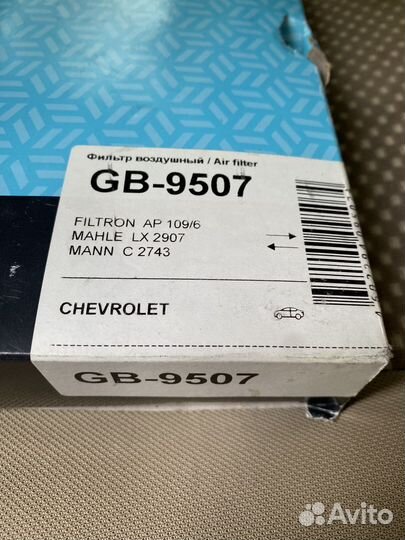 Фильтр воздушный / Air filter
GB-9507
FILTRON AP 109/6
MAHLE LX 2907
MANN C 2743
CHEVROLET
GB-9507
Avito